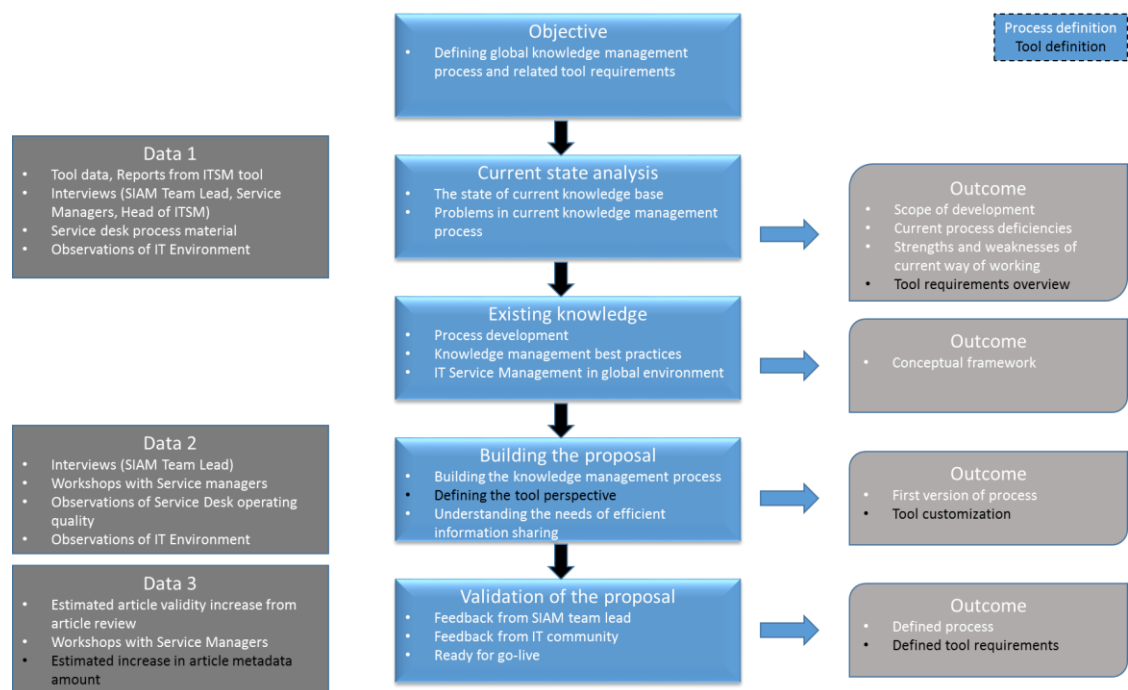 Objective
• Defining global knowledge management
process and related tool requirements
Process definition
Tool definition
Data 1
• Tool data, Reports from ITSM tool
• Interviews (SIAM Team Lead, Service
Managers, Head of ITSM)
• Service desk process material
• Observations of IT Environment
Current state analysis
• The state of current knowledge base
• Problems in current knowledge management
process
Outcome
• Scope of development
• Current process deficiencies
• Strengths and weaknesses of
current way of working
• Tool requirements overview
Existing knowledge
• Process development
• Knowledge management best practices
• IT Service Management in global environment
Outcome
• Conceptual framework
Data 2
• Interviews (SIAM Team Lead)
• Workshops with Service managers
• Observations of Service Desk operating
quality
• Observations of IT Environment
Building the proposal
• Building the knowledge management process
• Defining the tool perspective
• Understanding the needs of efficient
information sharing
Outcome
• First version of process
• Tool customization
Data 3
• Estimated article validity increase from
article review
• Workshops with Service Managers
• Estimated increase in article metadata
amount
Validation of the proposal
• Feedback from SIAM team lead
• Feedback from IT community
• Ready for go-live
Outcome
• Defined process
• Defined tool requirements